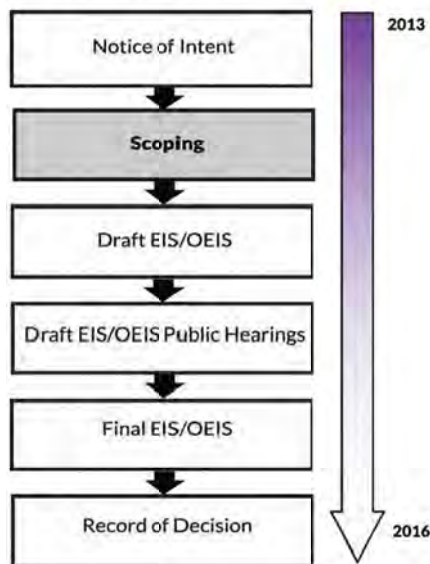 Notice of Intent
2013
Scoping
Draft EIS/OEIS
Draft EIS/OEIS Public Hearings
Final EIS/OEIS
Record of Decision
2016